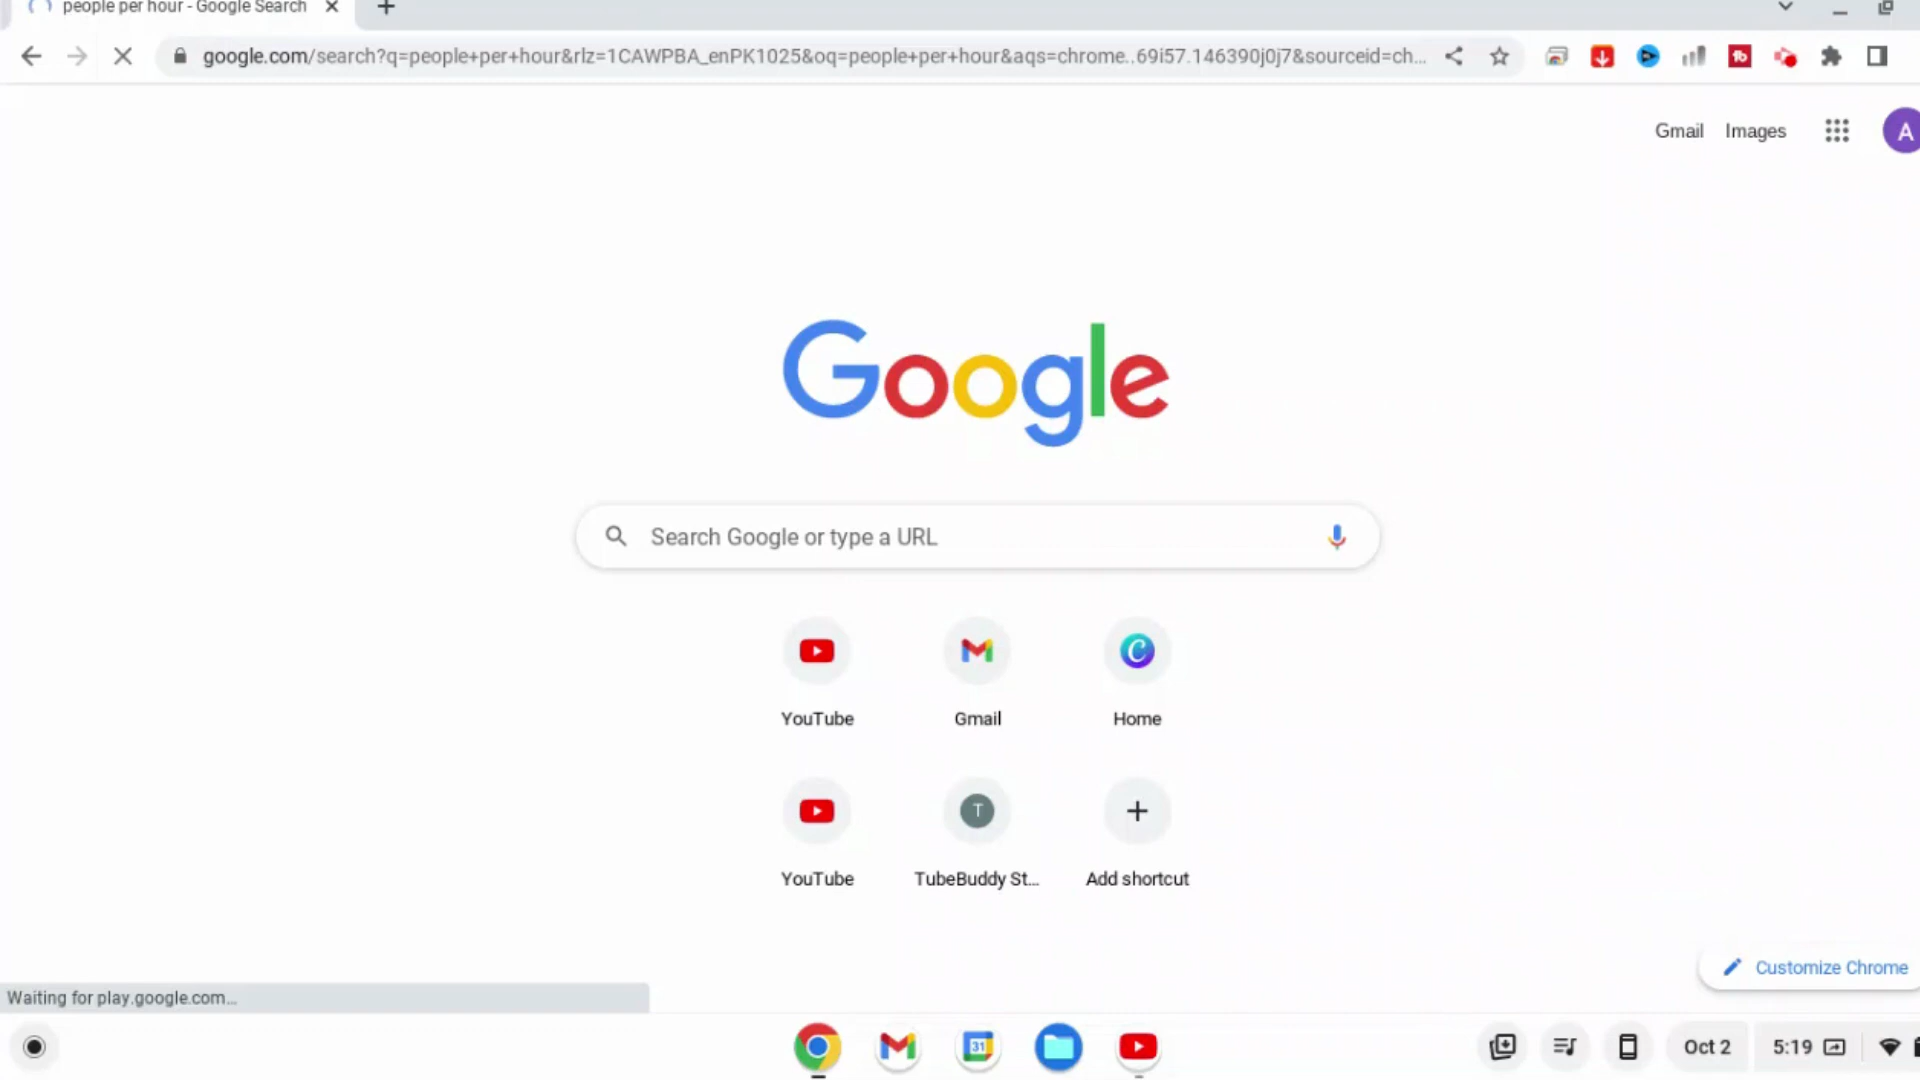 people per hour - Google Search
google.com/search?q=people+per+hour&rlz=1CAWPBA_enPK1025&oq=people+per+hour&aqs=chrome..69i57.146390j0j7&sourceid=ch...
Gmail Images A
Google
Search Google or type a URL
YouTube Gmail Home
T
YouTube TubeBuddy St... Add shortcut
Customize Chrome
Waiting for play.google.com...
31
Oct 2 5:19